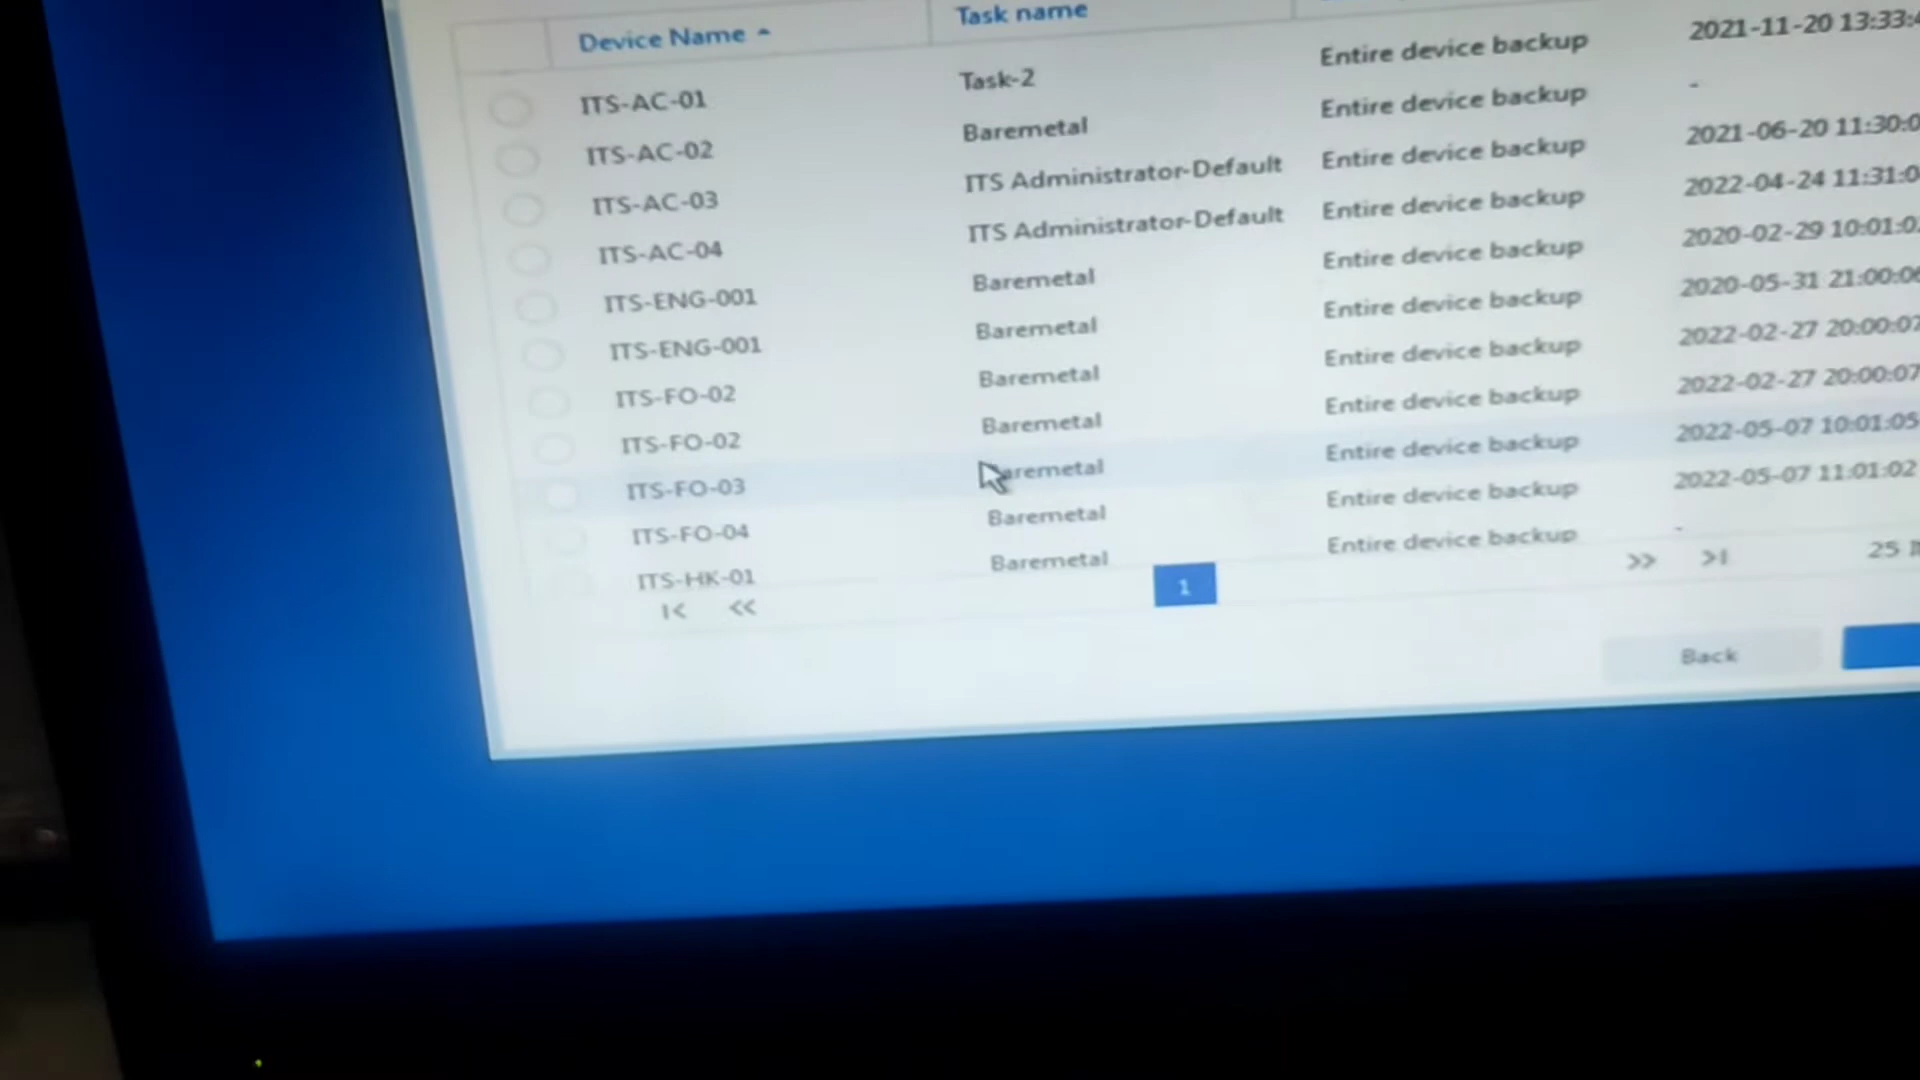 Device Name Task name
ITS-AC-01 Task-2 Entire device backup 2021-11-20 13:33:4
ITS-AC-02 Baremetal Entire device backup -
ITS-AC-03 ITS Administrator-Default Entire device backup 2021-06-20 11:30:0
ITS-AC-04 ITS Administrator-Default Entire device backup 2022-04-24 11:31:0
ITS-ENG-001 Baremetal Entire device backup 2020-02-29 10:01:0
ITS-ENG-001 Baremetal Entire device backup 2020-05-31 21:00:06
ITS-FO-02 Baremetal Entire device backup 2022-02-27 20:00:07
ITS-FO-02 Baremetal Entire device backup 2022-02-27 20:00:07
ITS-FO-03 aremetal Entire device backup 2022-05-07 10:01:05
ITS-FO-04 Baremetal Entire device backup 2022-05-07 11:01:02
ITS-HK-01 Baremetal Entire device backup -
1 25
Back